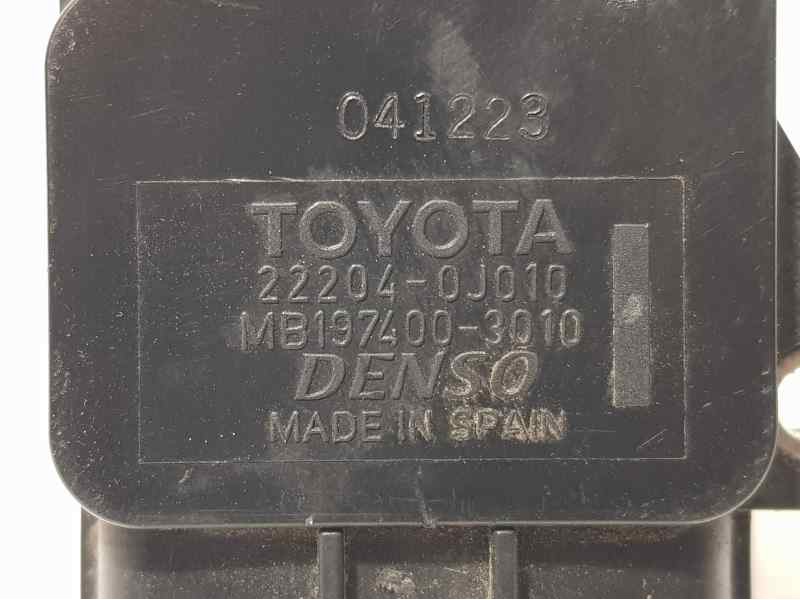 041223
TOYOTA
22204-0J010
MB197400-3010
DENSO
MADE IN SPAIN